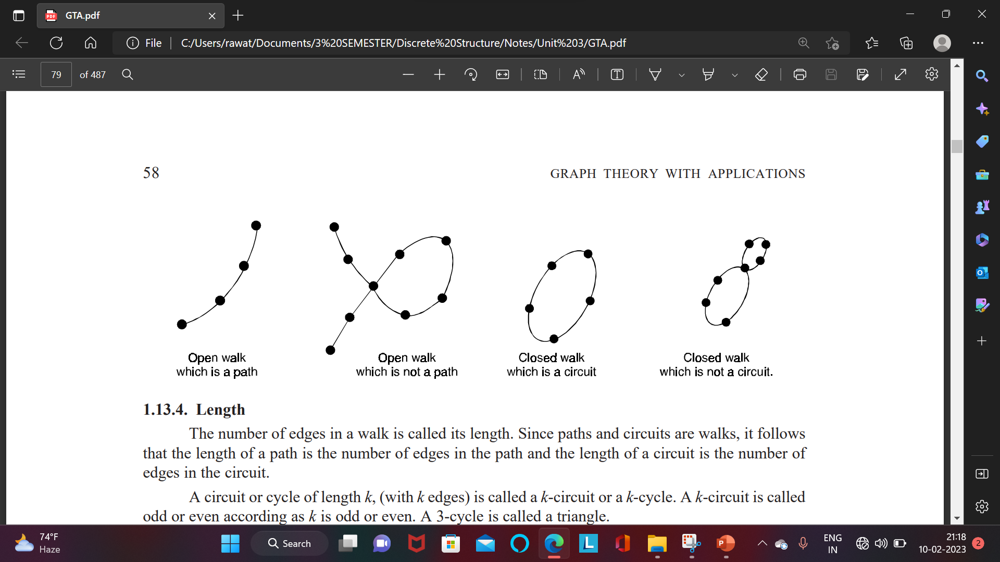 GTA.pdf
File
C:/Users/rawat/Documents/3%20SEMESTER/Discrete%20Structure/Notes/Unit%203/GTA.pdf
79 of 487
58 GRAPH THEORY WITH APPLICATIONS
Open walk
which is a path
Open walk
which is not a path
Closed walk
which is a circuit
Closed walk
which is not a circuit.
1.13.4. Length
The number of edges in a walk is called its length. Since paths and circuits are walks, it follows
that the length of a path is the number of edges in the path and the length of a circuit is the number of
edges in the circuit.
A circuit or cycle of length k, (with k edges) is called a k-circuit or a k-cycle. A k-circuit is called
odd or even according as k is odd or even. A 3-cycle is called a triangle.
74°F
Haze
Search
ENG
IN
21:18
10-02-2023
2